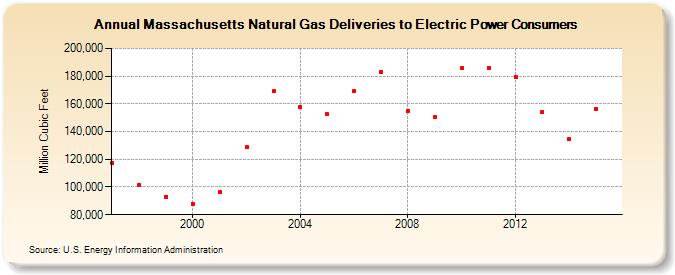 Annual Massachusetts Natural Gas Deliveries to Electric Power Consumers
Million Cubic Feet
200,000
180,000
160,000
140,000
120,000
100,000
80,000
2000 2004 2008 2012
Source: U.S. Energy Information Administration